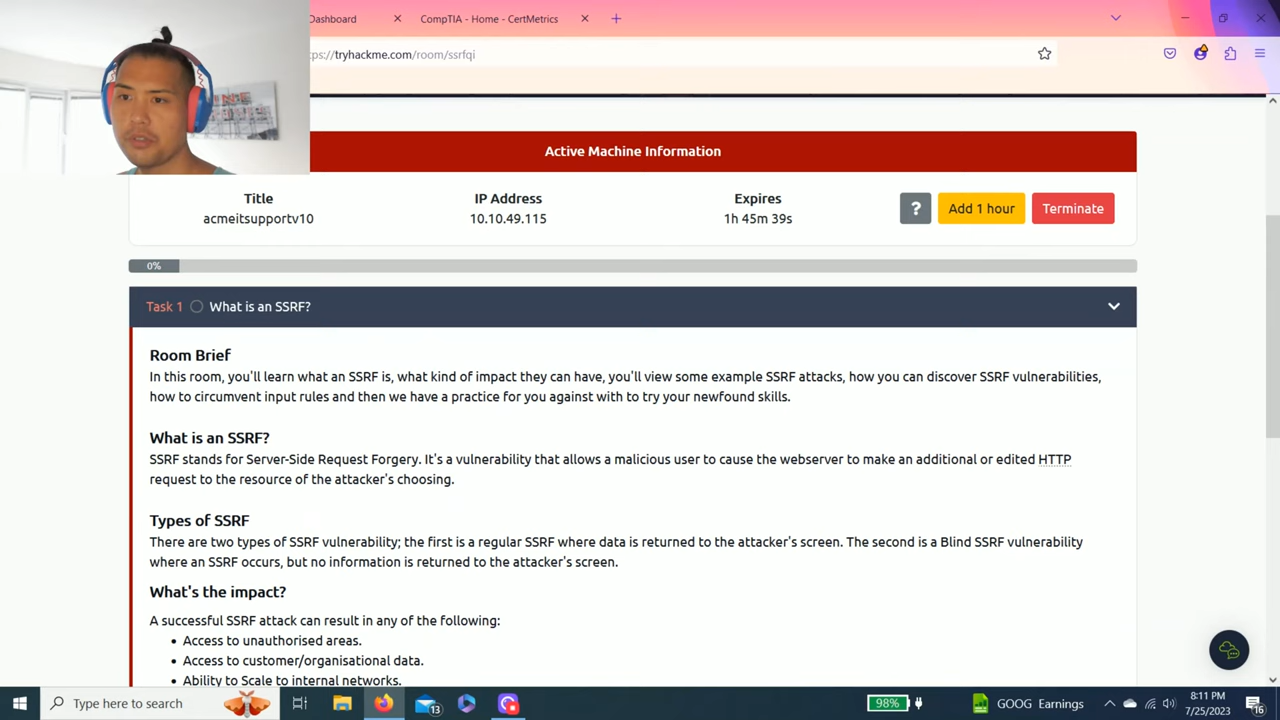 Dashboard
CompTIA - Home - CertMetrics
tps://tryhackme.com/room/ssrfqi
Active Machine Information
Title
IP Address
Expires
acmeitsupportv10
10.10.49.115
1h 45m 39s
?
Add 1 hour
Terminate
0%
Task 1 What is an SSRF?
Room Brief
In this room, you'll learn what an SSRF is, what kind of impact they can have, you'll view some example SSRF attacks, how you can discover SSRF vulnerabilities,
how to circumvent input rules and then we have a practice for you against with to try your newfound skills.
What is an SSRF?
SSRF stands for Server-Side Request Forgery. It's a vulnerability that allows a malicious user to cause the webserver to make an additional or edited HTTP
request to the resource of the attacker's choosing.
Types of SSRF
There are two types of SSRF vulnerability; the first is a regular SSRF where data is returned to the attacker's screen. The second is a Blind SSRF vulnerability
where an SSRF occurs, but no information is returned to the attacker's screen.
What's the impact?
A successful SSRF attack can result in any of the following:
• Access to unauthorised areas.
• Access to customer/organisational data.
• Ability to Scale to internal networks.
Type here to search
13
98%
GOOG Earnings
8:11 PM
7/25/2023
16